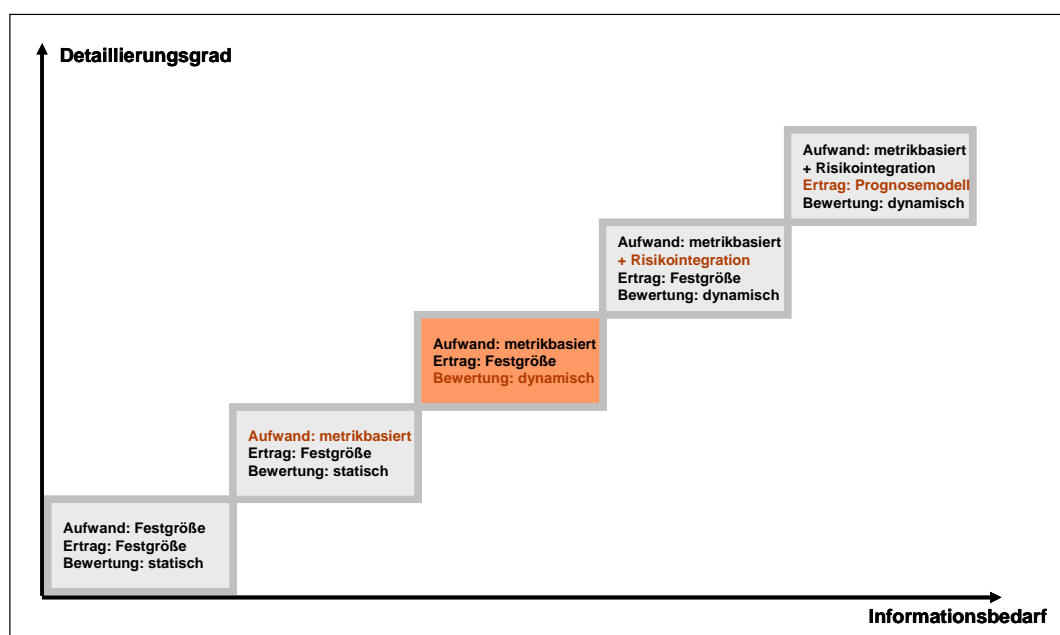 Detaillierungsgrad
Aufwand: metrikbasiert
+ Risikointegration
Ertrag: Prognosemodell
Bewertung: dynamisch
Aufwand: metrikbasiert
+ Risikointegration
Ertrag: Festgröße
Bewertung: dynamisch
Aufwand: metrikbasiert
Ertrag: Festgröße
Bewertung: dynamisch
Aufwand: metrikbasiert
Ertrag: Festgröße
Bewertung: statisch
Aufwand: Festgröße
Ertrag: Festgröße
Bewertung: statisch
Informationsbedarf